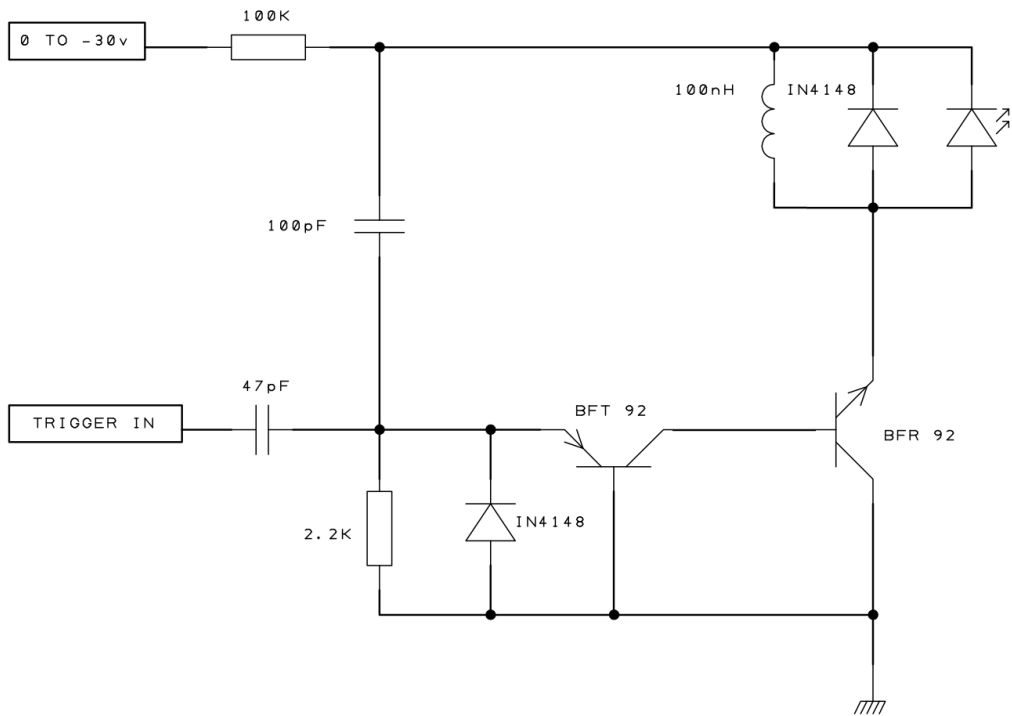 100K
0 TO -30v
100nH
IN4148
100pF
47pF
TRIGGER IN
BFT 92
BFR 92
IN4148
2.2K